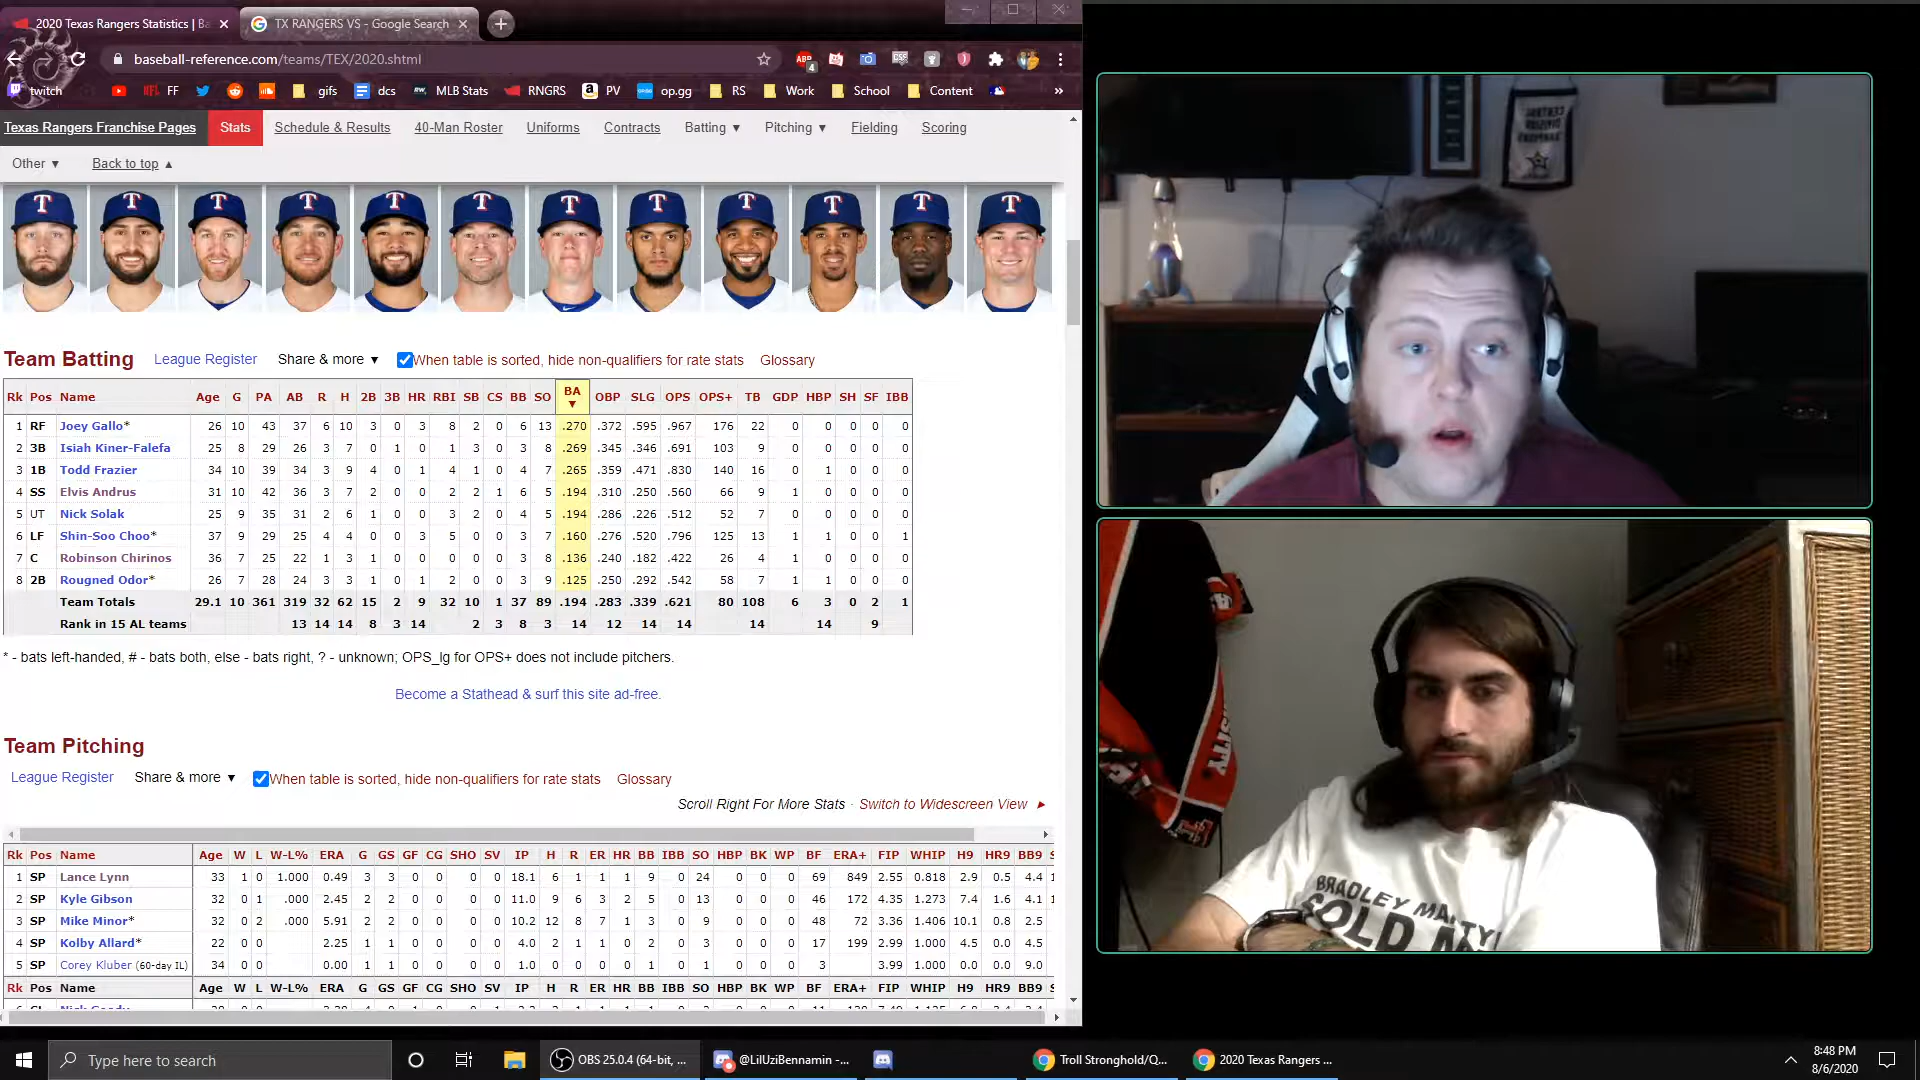 2020 Texas Rangers Statistics | Ba
TX RANGERS VS - Google Search
baseball-reference.com/teams/TEX/2020.shtml
twitch FF gifs dcs MLB Stats RNGRS PV op.gg RS Work School Content »
Texas Rangers Franchise Pages Stats Schedule & Results 40-Man Roster Uniforms Contracts Batting ▼ Pitching ▼ Fielding Scoring
Other ▼ Back to top ▲
Team Batting League Register Share & more ▼ When table is sorted, hide non-qualifiers for rate stats Glossary
Rk Pos Name Age G PA AB R H 2B 3B HR RBI SB CS BB SO BA ▼ OBP SLG OPS OPS+ TB GDP HBP SH SF IBB
1 RF Joey Gallo* 26 10 43 37 6 10 3 0 3 8 2 0 6 13 .270 .372 .595 .967 176 22 0 0 0 0 0
2 3B Isiah Kiner-Falefa 25 8 29 26 3 7 0 1 0 1 3 0 3 8 .269 .345 .346 .691 103 9 0 0 0 0 0
3 1B Todd Frazier 34 10 39 34 3 9 4 0 1 4 1 0 4 7 .265 .359 .471 .830 140 16 0 1 0 0 0
4 SS Elvis Andrus 31 10 42 36 3 7 2 0 0 2 2 1 6 5 .194 .310 .250 .560 66 9 1 0 0 0 0
5 UT Nick Solak 25 9 35 31 2 6 1 0 0 3 2 0 4 5 .194 .286 .226 .512 52 7 0 0 0 0 0
6 LF Shin-Soo Choo* 37 9 29 25 4 4 0 0 3 5 0 0 3 7 .160 .276 .520 .796 125 13 1 1 0 0 1
7 C Robinson Chirinos 36 7 25 22 1 3 1 0 0 0 0 0 3 8 .136 .240 .182 .422 26 4 1 0 0 0 0
8 2B Rougned Odor* 26 7 28 24 3 3 1 0 1 2 0 0 3 9 .125 .250 .292 .542 58 7 1 1 0 0 0
Team Totals 29.1 10 361 319 32 62 15 2 9 32 10 1 37 89 .194 .283 .339 .621 80 108 6 3 0 2 1
Rank in 15 AL teams 13 14 14 8 3 14 2 3 8 3 14 12 14 14 14 14 9
* - bats left-handed, # - bats both, else - bats right, ? - unknown; OPS_lg for OPS+ does not include pitchers.
Become a Stathead & surf this site ad-free.
Team Pitching
League Register Share & more ▼ When table is sorted, hide non-qualifiers for rate stats Glossary
Scroll Right For More Stats · Switch to Widescreen View ►
Rk Pos Name Age W L W-L% ERA G GS GF CG SHO SV IP H R ER HR BB IBB SO HBP BK WP BF ERA+ FIP WHIP H9 HR9 BB9 S
1 SP Lance Lynn 33 1 0 1.000 0.49 3 3 0 0 0 0 18.1 6 1 1 1 9 0 24 0 0 0 69 849 2.55 0.818 2.9 0.5 4.4 1
2 SP Kyle Gibson 32 0 1 .000 2.45 2 2 0 0 0 0 11.0 9 6 3 2 5 0 13 0 0 0 46 172 4.35 1.273 7.4 1.6 4.1 1
3 SP Mike Minor* 32 0 2 .000 5.91 2 2 0 0 0 0 10.2 12 8 7 1 3 0 9 0 0 0 48 72 3.36 1.406 10.1 0.8 2.5
4 SP Kolby Allard* 22 0 0 2.25 1 1 0 0 0 0 4.0 2 1 1 0 2 0 3 0 0 0 17 199 2.99 1.000 4.5 0.0 4.5
5 SP Corey Kluber (60-day IL) 34 0 0 0.00 1 1 0 0 0 0 1.0 0 0 0 0 1 0 1 0 0 0 3 3.99 1.000 0.0 0.0 9.0
Rk Pos Name Age W L W-L% ERA G GS GF CG SHO SV IP H R ER HR BB IBB SO HBP BK WP BF ERA+ FIP WHIP H9 HR9 BB9 S
CENTRAL DIVISION
BRADLEY MA
SOLD M
Type here to search
OBS 25.0.4 (64-bit, ...
@LilUziBennamin -...
Troll Stronghold/Q...
2020 Texas Rangers ...
8:48 PM
8/6/2020